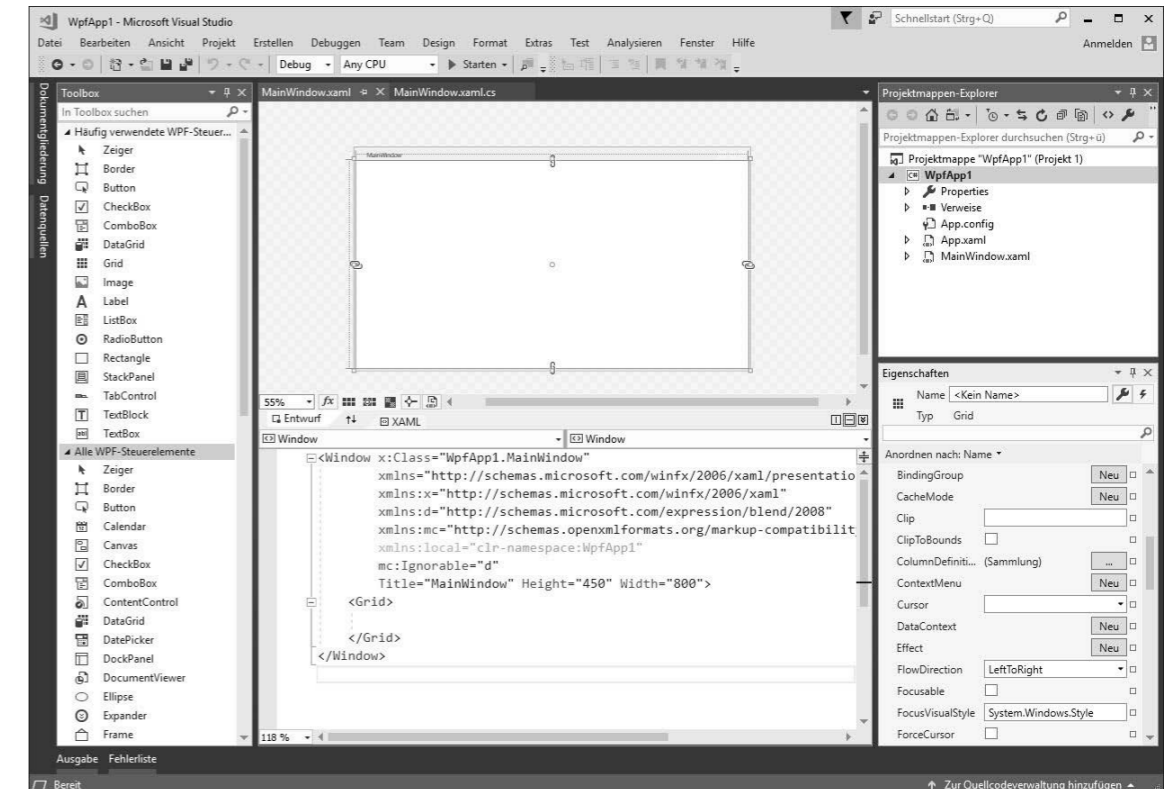 WpfApp1 - Microsoft Visual Studio
Schnellstart (Strg+Q)
Datei Bearbeiten Ansicht Projekt Erstellen Debuggen Team Design Format Extras Test Analysieren Fenster Hilfe
Anmelden
Debug Any CPU Starten
Dokumentgliederung
Datenquellen
Toolbox
In Toolbox suchen
Häufig verwendete WPF-Steuer...
Zeiger
Border
Button
CheckBox
ComboBox
DataGrid
Grid
Image
Label
ListBox
RadioButton
Rectangle
StackPanel
TabControl
TextBlock
TextBox
Alle WPF-Steuerelemente
Zeiger
Border
Button
Calendar
Canvas
CheckBox
ComboBox
ContentControl
DataGrid
DatePicker
DockPanel
DocumentViewer
Ellipse
Expander
Frame
MainWindow.xaml MainWindow.xaml.cs
MainWindow
55% fx
Entwurf XAML
Window Window
<Window x:Class="WpfApp1.MainWindow"
xmlns="http://schemas.microsoft.com/winfx/2006/xaml/presentatio
xmlns:x="http://schemas.microsoft.com/winfx/2006/xaml"
xmlns:d="http://schemas.microsoft.com/expression/blend/2008"
xmlns:mc="http://schemas.openxmlformats.org/markup-compatibilit
xmlns:local="clr-namespace:WpfApp1"
mc:Ignorable="d"
Title="MainWindow" Height="450" Width="800">
<Grid>
</Grid>
</Window>
118 %
Projektmappen-Explorer
Projektmappen-Explorer durchsuchen (Strg+ü)
Projektmappe "WpfApp1" (Projekt 1)
C# WpfApp1
Properties
Verweise
App.config
App.xaml
MainWindow.xaml
Eigenschaften
Name <Kein Name>
Typ Grid
Anordnen nach: Name
BindingGroup Neu
CacheMode Neu
Clip
ClipToBounds
ColumnDefiniti... (Sammlung) ...
ContextMenu Neu
Cursor
DataContext Neu
Effect Neu
FlowDirection LeftToRight
Focusable
FocusVisualStyle System.Windows.Style
ForceCursor
Ausgabe Fehlerliste
Bereit
Zur Quellcodeverwaltung hinzufügen